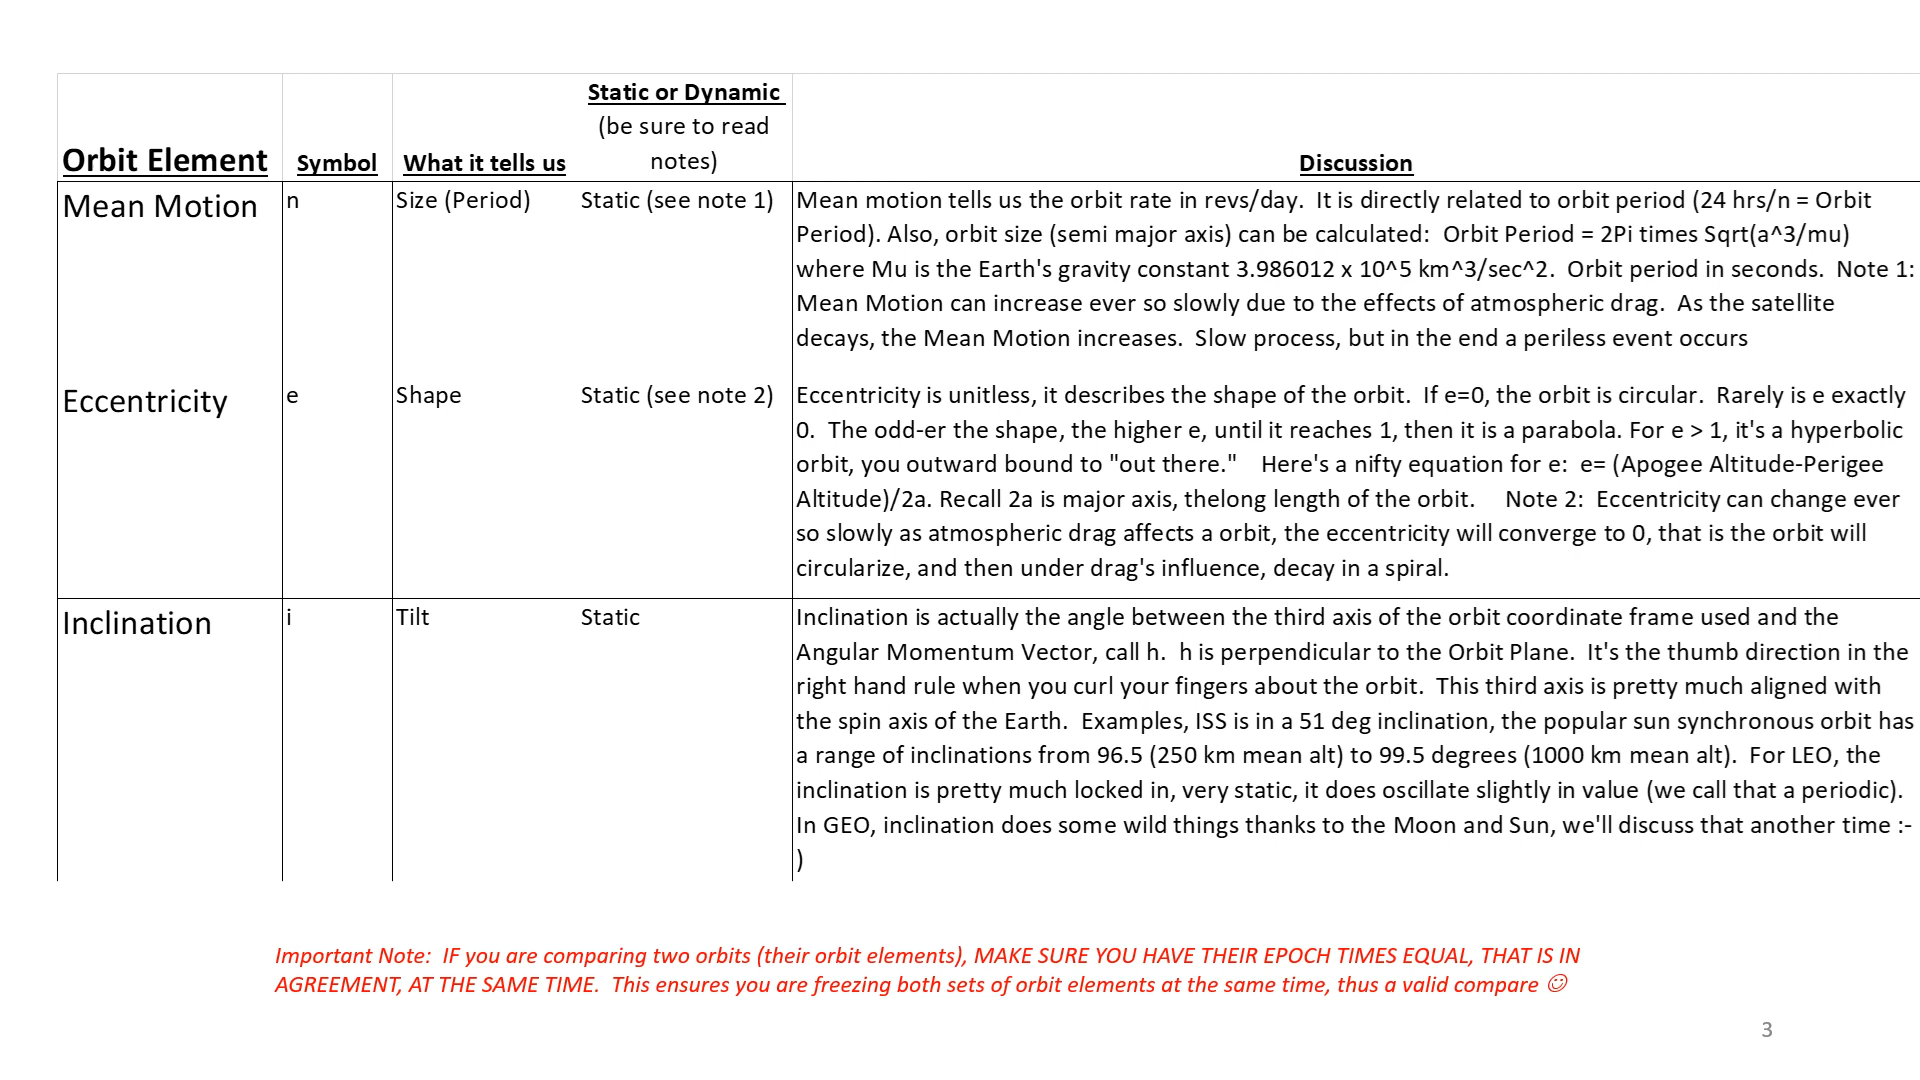 Static or Dynamic
(be sure to read
notes)
Orbit Element
Symbol
What it tells us
Discussion
Mean Motion
n
Size (Period)
Static (see note 1)
Mean motion tells us the orbit rate in revs/day.  It is directly related to orbit period (24 hrs/n = Orbit
Period). Also, orbit size (semi major axis) can be calculated:  Orbit Period = 2Pi times Sqrt(a^3/mu)
where Mu is the Earth's gravity constant 3.986012 x 10^5 km^3/sec^2.  Orbit period in seconds.  Note 1:
Mean Motion can increase ever so slowly due to the effects of atmospheric drag.  As the satellite
decays, the Mean Motion increases.  Slow process, but in the end a periless event occurs
Eccentricity
e
Shape
Static (see note 2)
Eccentricity is unitless, it describes the shape of the orbit.  If e=0, the orbit is circular.  Rarely is e exactly
0.  The odd-er the shape, the higher e, until it reaches 1, then it is a parabola. For e > 1, it's a hyperbolic
orbit, you outward bound to "out there."    Here's a nifty equation for e:  e= (Apogee Altitude-Perigee
Altitude)/2a. Recall 2a is major axis, thelong length of the orbit.     Note 2:  Eccentricity can change ever
so slowly as atmospheric drag affects a orbit, the eccentricity will converge to 0, that is the orbit will
circularize, and then under drag's influence, decay in a spiral.
Inclination
i
Tilt
Static
Inclination is actually the angle between the third axis of the orbit coordinate frame used and the
Angular Momentum Vector, call h.  h is perpendicular to the Orbit Plane.  It's the thumb direction in the
right hand rule when you curl your fingers about the orbit.  This third axis is pretty much aligned with
the spin axis of the Earth.  Examples, ISS is in a 51 deg inclination, the popular sun synchronous orbit has
a range of inclinations from 96.5 (250 km mean alt) to 99.5 degrees (1000 km mean alt).  For LEO, the
inclination is pretty much locked in, very static, it does oscillate slightly in value (we call that a periodic).
In GEO, inclination does some wild things thanks to the Moon and Sun, we'll discuss that another time :-
)
Important Note:  IF you are comparing two orbits (their orbit elements), MAKE SURE YOU HAVE THEIR EPOCH TIMES EQUAL, THAT IS IN
AGREEMENT, AT THE SAME TIME.  This ensures you are freezing both sets of orbit elements at the same time, thus a valid compare ☺
3